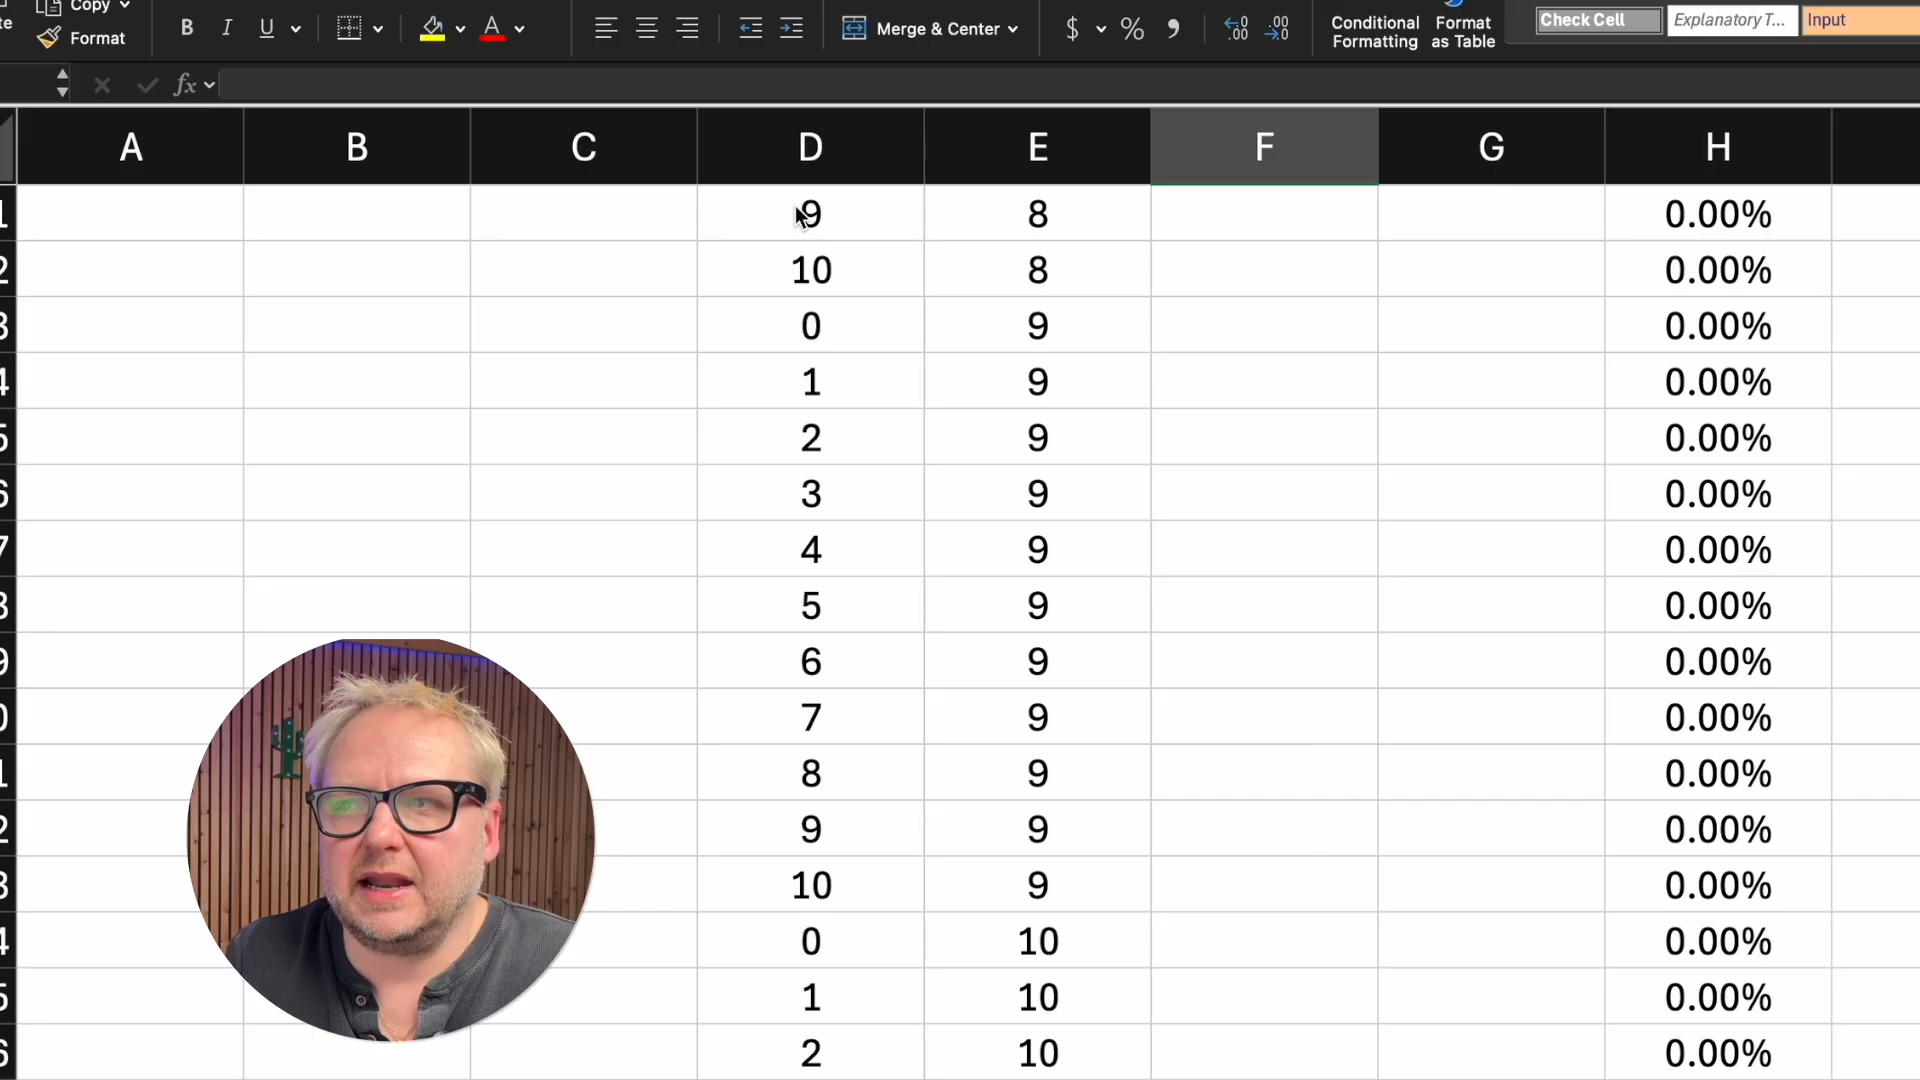 Copy
Format
B I U A
Merge & Center
$ % 9 .00 .00
Conditional Formatting
Format as Table
Check Cell
Explanatory T...
Input
fx
A B C D E F G H
9 8 0.00%
10 8 0.00%
0 9 0.00%
1 9 0.00%
2 9 0.00%
3 9 0.00%
4 9 0.00%
5 9 0.00%
6 9 0.00%
7 9 0.00%
8 9 0.00%
9 9 0.00%
10 9 0.00%
0 10 0.00%
1 10 0.00%
2 10 0.00%